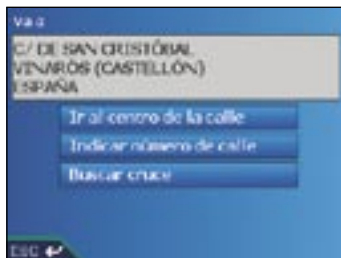 Va a
C/ DE SAN CRISTÓBAL
VINARÒS (CASTELLÓN)
ESPAÑA
Ir al centro de la calle
Indicar número de calle
Buscar cruce
ESC